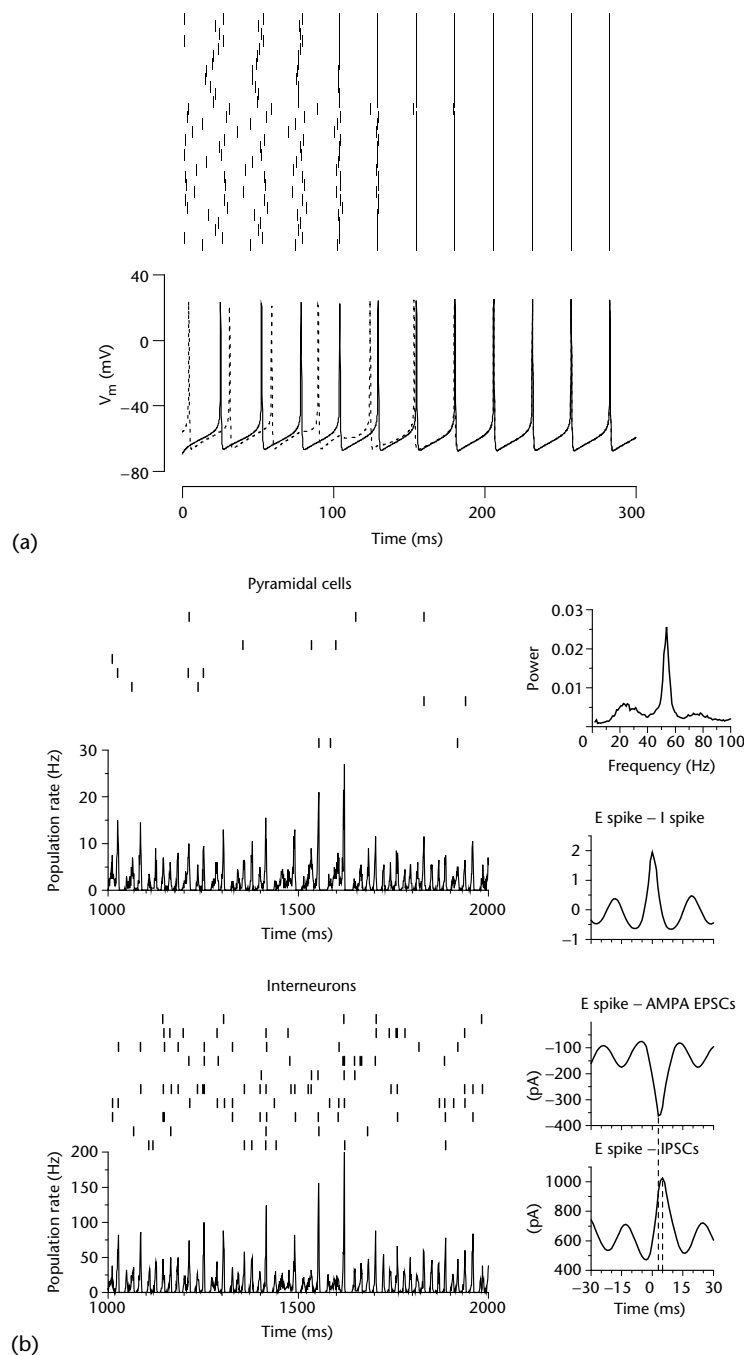 40
0
−40
−80
V_m (mV)
0 100 200 300
Time (ms)
(a)
Pyramidal cells
30
25
20
15
10
5
0
Population rate (Hz)
1000 1500 2000
Time (ms)
0.03
0.02
0.01
Power
0 20 40 60 80 100
Frequency (Hz)
E spike – I spike
2
1
0
−1
Interneurons
200
150
100
50
0
Population rate (Hz)
1000 1500 2000
Time (ms)
E spike – AMPA EPSCs
−100
−200
−300
−400
(pA)
E spike – IPSCs
1000
800
600
400
(pA)
−30 −15 0 15 30
Time (ms)
(b)